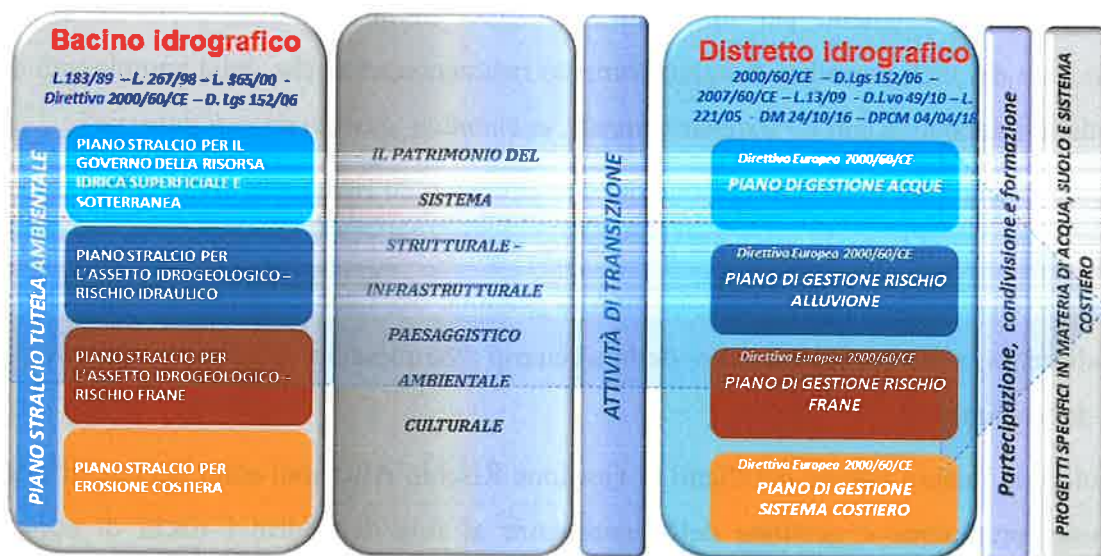 Bacino idrografico
L.183/89 – L. 267/98 – L. 365/00 -
Direttiva 2000/60/CE – D. Lgs 152/06
PIANO STRALCIO TUTELA AMBIENTALE
PIANO STRALCIO PER IL
GOVERNO DELLA RISORSA
IDRICA SUPERFICIALE E
SOTTERRANEA
PIANO STRALCIO PER
L'ASSETTO IDROGEOLOGICO –
RISCHIO IDRAULICO
PIANO STRALCIO PER
L'ASSETTO IDROGEOLOGICO –
RISCHIO FRANE
PIANO STRALCIO PER
EROSIONE COSTIERA
IL PATRIMONIO DEL
SISTEMA
STRUTTURALE -
INFRASTRUTTURALE
PAESAGGISTICO
AMBIENTALE
CULTURALE
ATTIVITÀ DI TRANSIZIONE
Distretto idrografico
2000/60/CE – D.Lgs 152/06 –
2007/60/CE – L.13/09 - D.Lvo 49/10 – L.
221/05 - DM 24/10/16 – DPCM 04/04/18
Direttiva Europea 2000/60/CE
PIANO DI GESTIONE ACQUE
Direttiva Europea 2000/60/CE
PIANO DI GESTIONE RISCHIO
ALLUVIONE
Direttiva Europea 2000/60/CE
PIANO DI GESTIONE RISCHIO
FRANE
Direttiva Europea 2000/60/CE
PIANO DI GESTIONE
SISTEMA COSTIERO
Partecipazione, condivisione e formazione
PROGETTI SPECIFICI IN MATERIA DI ACQUA, SUOLO E SISTEMA
COSTIERO